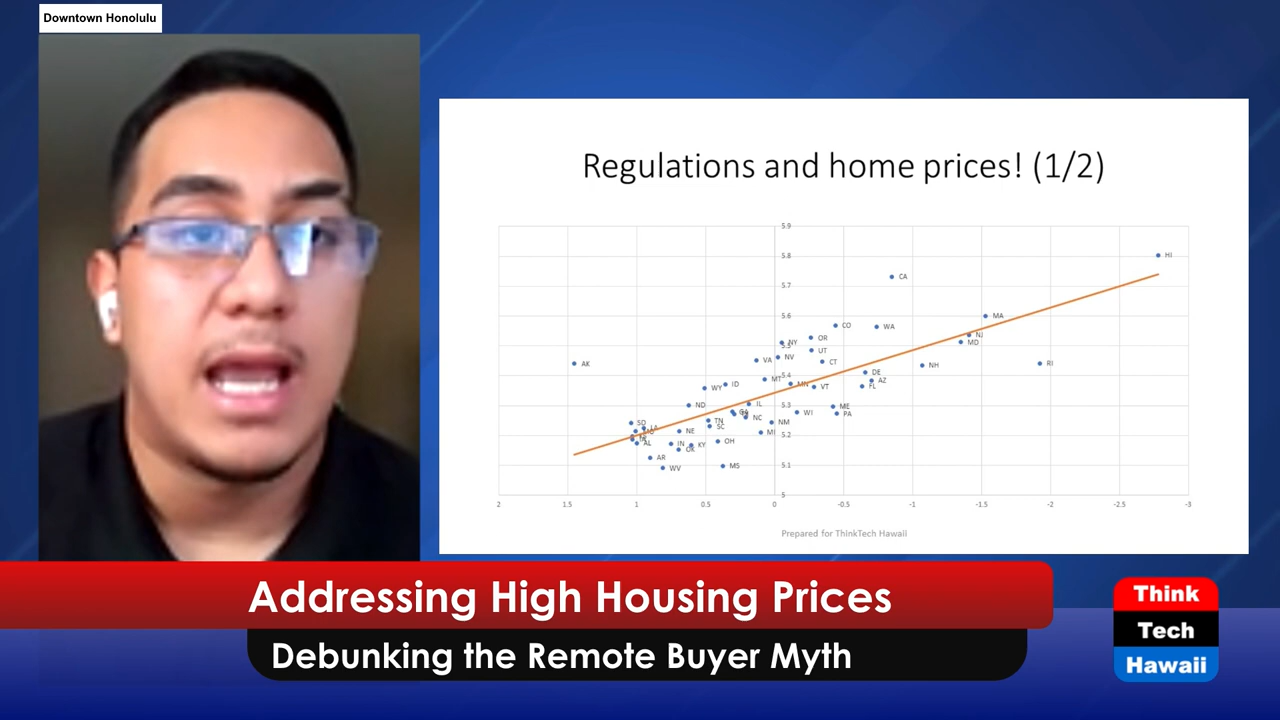 Downtown Honolulu
Regulations and home prices! (1/2)
5.9
5.8
5.7
5.6
5.5
5.4
5.3
5.2
5.1
5
HI
CA
MA
CO
WA
NJ
OR
MD
NY
UT
NV
VA
CT
AK
RI
NH
DE
MT
AZ
ID
MN
VT
FL
WY
ND
IL
ME
WI
PA
NC
TN
NM
SD
SC
LA
NE
MI
AL
IN
KY
OH
OK
AR
WV
MS
2 1.5 1 0.5 0 -0.5 -1 -1.5 -2 -2.5 -3
Prepared for ThinkTech Hawaii
Addressing High Housing Prices
Debunking the Remote Buyer Myth
Think
Tech
Hawaii